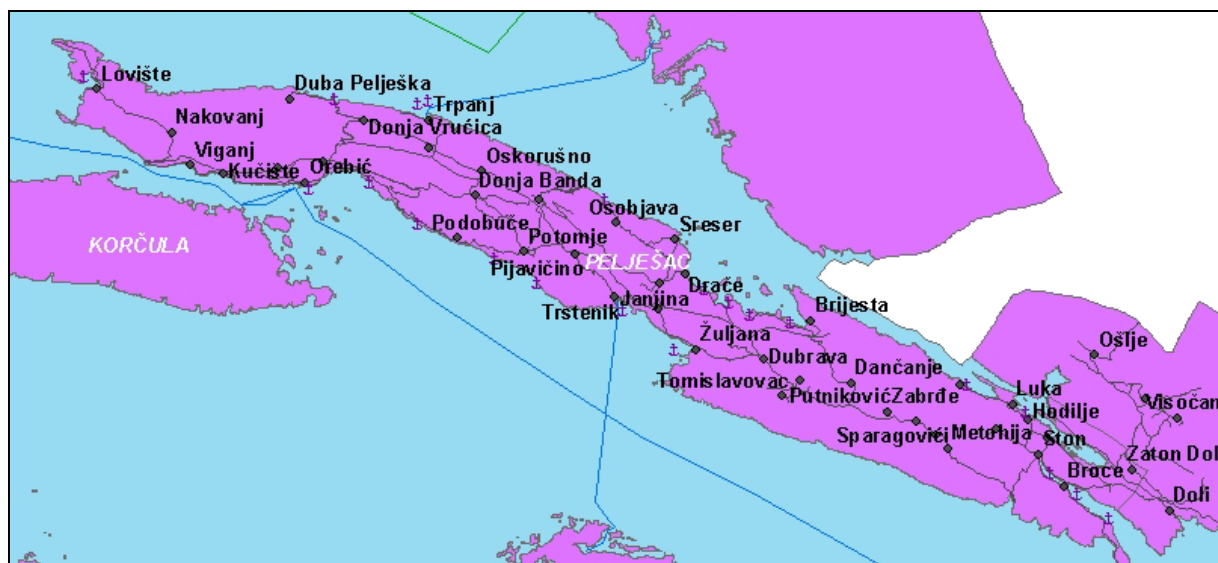 Lovište
Duba Pelješka
Trpanj
Nakovanj
Donja Vrućica
Viganj
Kučište
Orebić
Oskorušno
Donja Banda
Osobjava
Sreser
Podobuče
Potomje
KORČULA
PELJEŠAC
Pijavičino
Drače
Trstenik
Janjina
Brijesta
Žuljana
Ošlje
Dubrava
Tomislavovac
Dančanje
Putniković
Zabrđe
Luka
Visočan
Hodilje
Sparagovići
Metohija
Ston
Zaton Dol
Broce
Doli